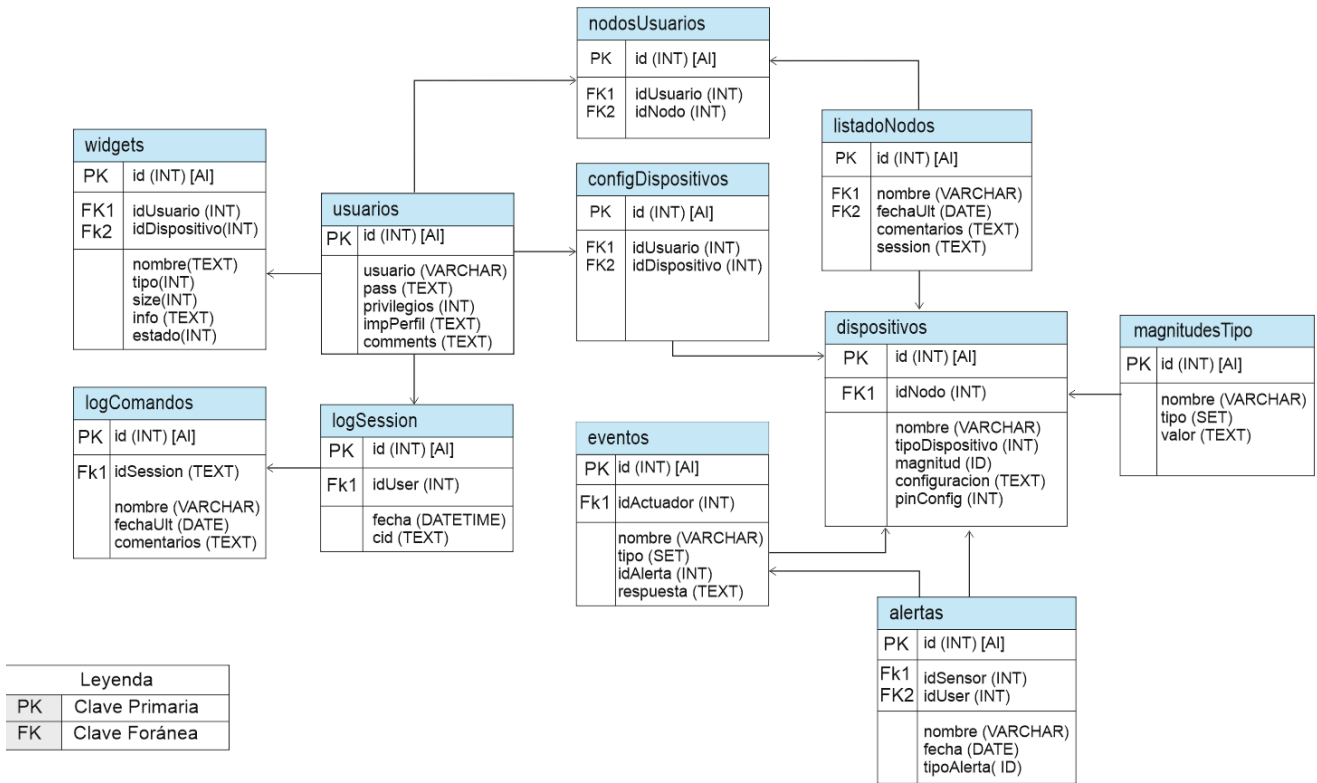 nodosUsuarios
PK id (INT) [AI]
FK1 idUsuario (INT)
FK2 idNodo (INT)
listadoNodos
PK id (INT) [AI]
FK1 nombre (VARCHAR)
FK2 fechaUlt (DATE)
comentarios (TEXT)
session (TEXT)
widgets
PK id (INT) [AI]
FK1 idUsuario (INT)
Fk2 idDispositivo(INT)
nombre(TEXT)
tipo(INT)
size(INT)
info (TEXT)
estado(INT)
usuarios
PK id (INT) [AI]
usuario (VARCHAR)
pass (TEXT)
privilegios (INT)
impPerfil (TEXT)
comments (TEXT)
configDispositivos
PK id (INT) [AI]
FK1 idUsuario (INT)
FK2 idDispositivo (INT)
dispositivos
PK id (INT) [AI]
FK1 idNodo (INT)
nombre (VARCHAR)
tipoDispositivo (INT)
magnitud (ID)
configuracion (TEXT)
pinConfig (INT)
magnitudesTipo
PK id (INT) [AI]
nombre (VARCHAR)
tipo (SET)
valor (TEXT)
logComandos
PK id (INT) [AI]
Fk1 idSession (TEXT)
nombre (VARCHAR)
fechaUlt (DATE)
comentarios (TEXT)
logSession
PK id (INT) [AI]
Fk1 idUser (INT)
fecha (DATETIME)
cid (TEXT)
eventos
PK id (INT) [AI]
Fk1 idActuador (INT)
nombre (VARCHAR)
tipo (SET)
idAlerta (INT)
respuesta (TEXT)
alertas
PK id (INT) [AI]
Fk1 idSensor (INT)
FK2 idUser (INT)
nombre (VARCHAR)
fecha (DATE)
tipoAlerta( ID)
Leyenda
PK Clave Primaria
FK Clave Foránea